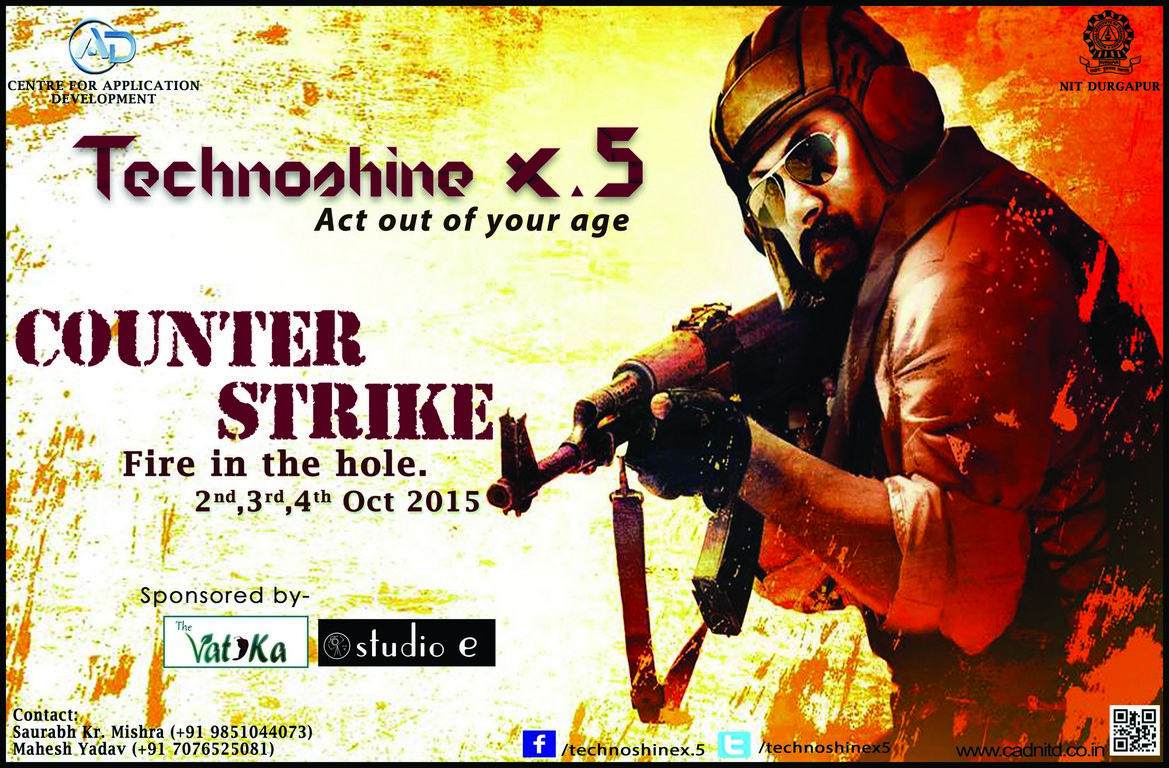 AD
CENTRE FOR APPLICATION
DEVELOPMENT
NIT DURGAPUR
Technoshine x.5
Act out of your age
COUNTER
STRIKE
Fire in the hole.
2nd,3rd,4th Oct 2015
Sponsored by-
The
VatiKa
studio e
Contact:
Saurabh Kr. Mishra (+91 9851044073)
Mahesh Yadav (+91 7076525081)
f /technoshinex.5
/technoshinex5
www.cadnitd.co.in